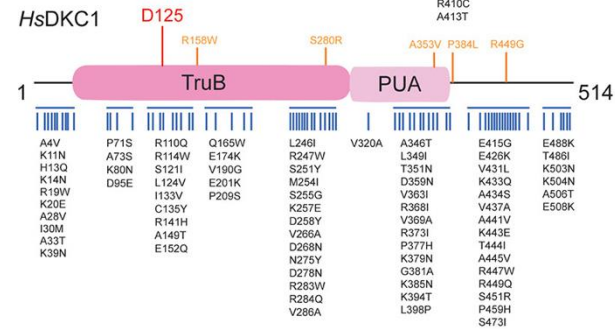 R410C
A413T
HsDKC1
D125
R158W
S280R
A353V
P384L
R449G
TruB
PUA
1
514
A4V
K11N
H13Q
K14N
R19W
K20E
A28V
I30M
A33T
K39N
P71S
A73S
K80N
D95E
R110Q
R114W
S121I
L124V
I133V
C135Y
R141H
A149T
E152Q
Q165W
E174K
V190G
E201K
P209S
L246I
R247W
S251Y
M254I
S255G
K257E
D258Y
V266A
D268N
N275Y
D278N
R283W
R284Q
V286A
V320A
A346T
L349I
T351N
D359N
V363I
R368I
V369A
R373I
P377H
K379N
G381A
K385N
K394T
L398P
E415G
E426K
V431L
K433Q
A434S
V437A
A441V
K443E
T444I
A445V
R447W
R449Q
S451R
P459H
S473I
E488K
T486I
K503N
K504N
A506T
E508K